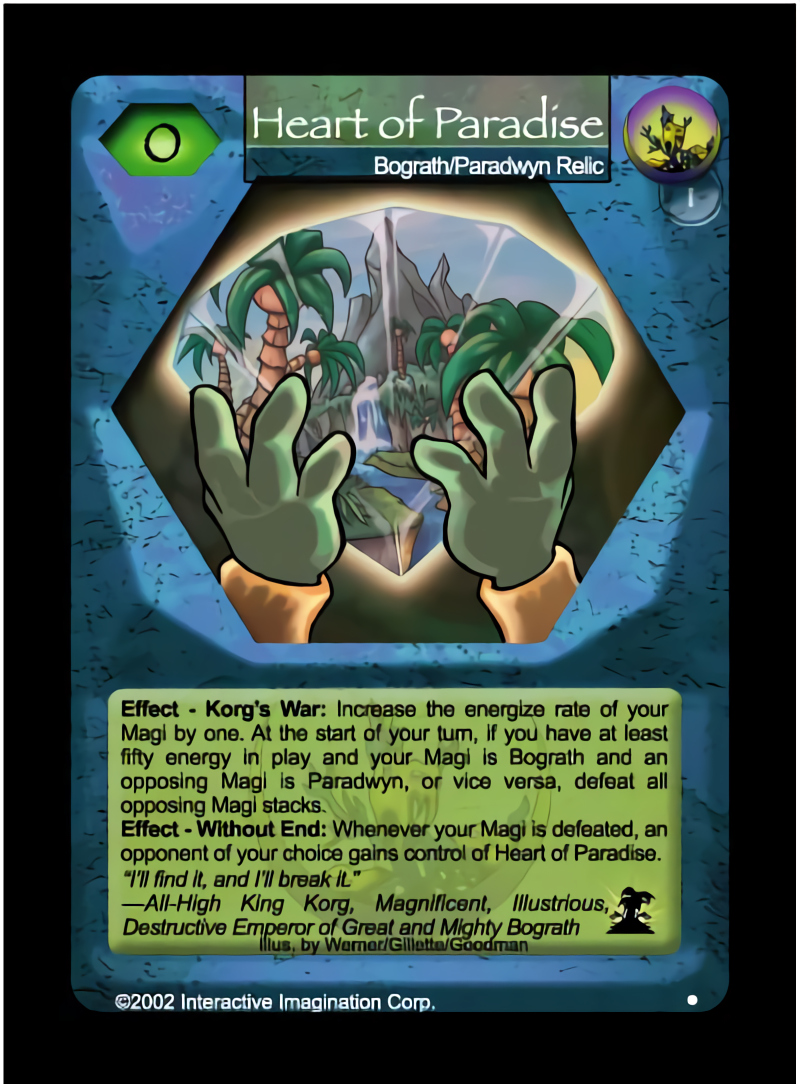 0
Heart of Paradise
Bograth/Paradwyn Relic
I
Effect - Korg's War: Increase the energize rate of your
Magi by one. At the start of your turn, if you have at least
fifty energy in play and your Magi is Bograth and an
opposing Magi is Paradwyn, or vice versa, defeat all
opposing Magi stacks.
Effect - Without End: Whenever your Magi is defeated, an
opponent of your choice gains control of Heart of Paradise.
"I'll find it, and I'll break it."
—All-High King Korg, Magnificent, Illustrious,
Destructive Emperor of Great and Mighty Bograth
Illus. by Werner/Gillette/Goodman
©2002 Interactive Imagination Corp.